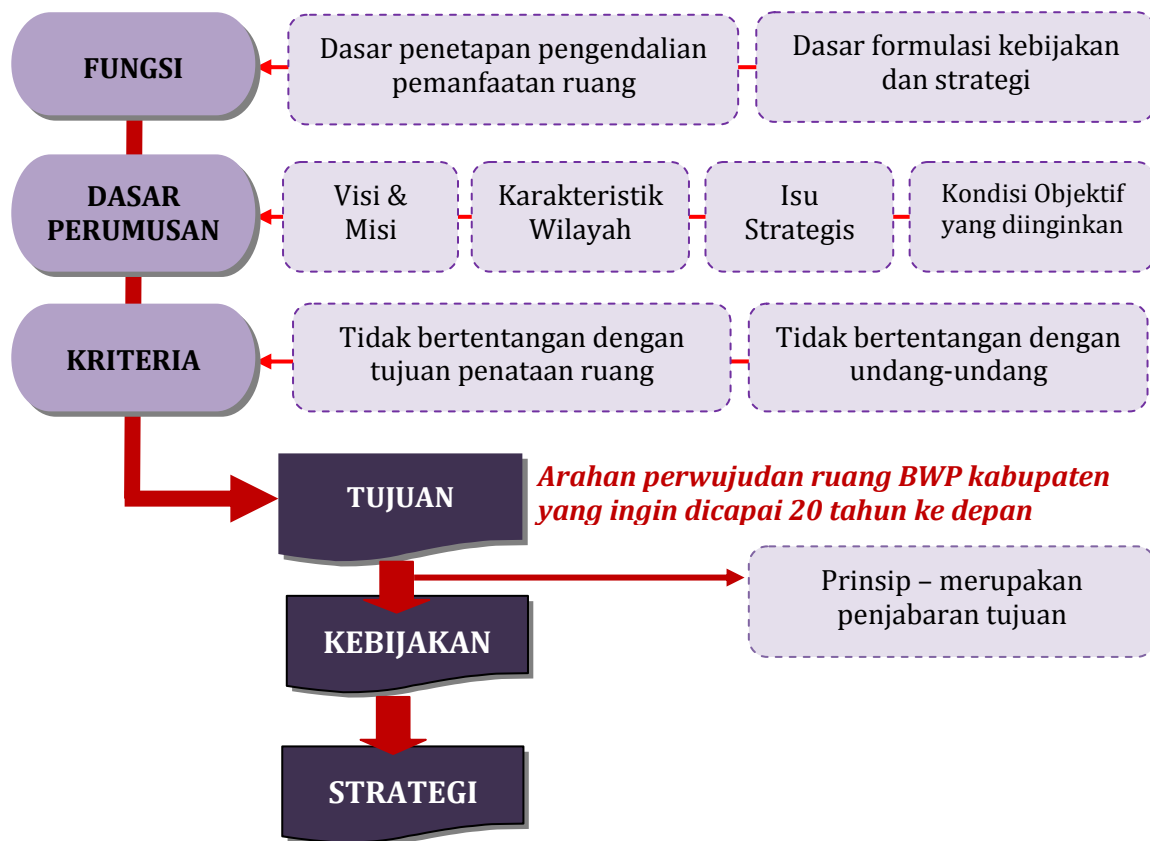 FUNGSI
Dasar penetapan pengendalian
pemanfaatan ruang
Dasar formulasi kebijakan
dan strategi
DASAR
PERUMUSAN
Visi &
Misi
Karakteristik
Wilayah
Isu
Strategis
Kondisi Objektif
yang diinginkan
KRITERIA
Tidak bertentangan dengan
tujuan penataan ruang
Tidak bertentangan dengan
undang-undang
TUJUAN
Arahan perwujudan ruang BWP kabupaten
yang ingin dicapai 20 tahun ke depan
Prinsip – merupakan
penjabaran tujuan
KEBIJAKAN
STRATEGI